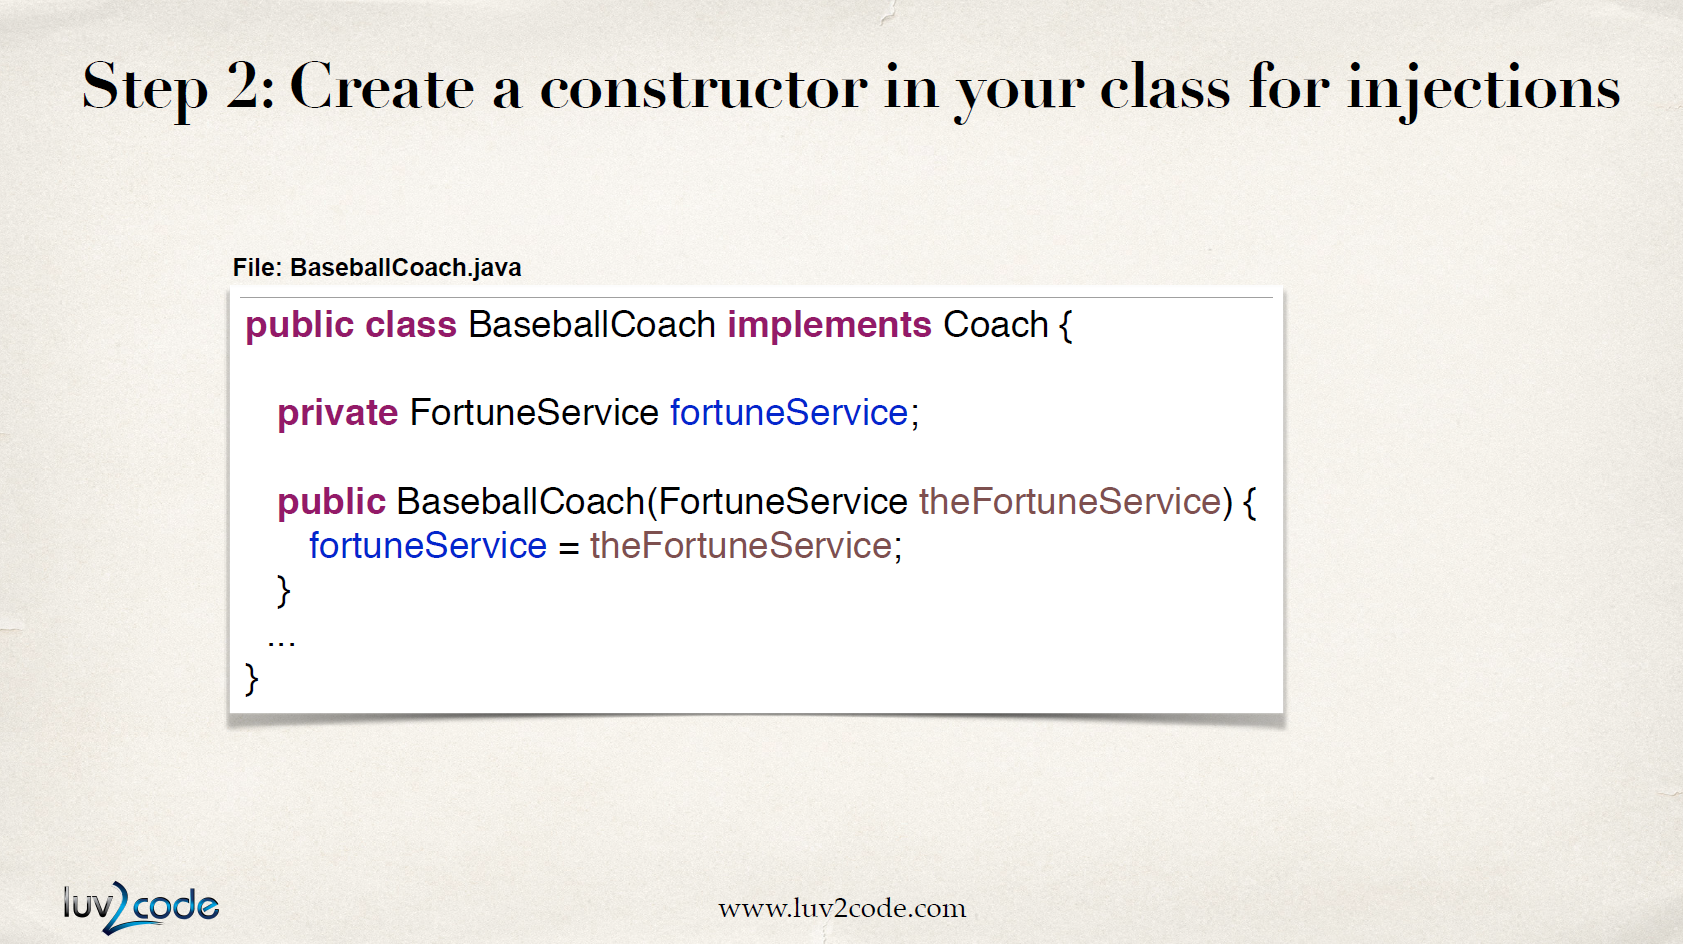 Step 2: Create a constructor in your class for injections
File: BaseballCoach.java
public class BaseballCoach implements Coach {
private FortuneService fortuneService;
public BaseballCoach(FortuneService theFortuneService) {
fortuneService = theFortuneService;
}
...
}
luv2code
www.luv2code.com